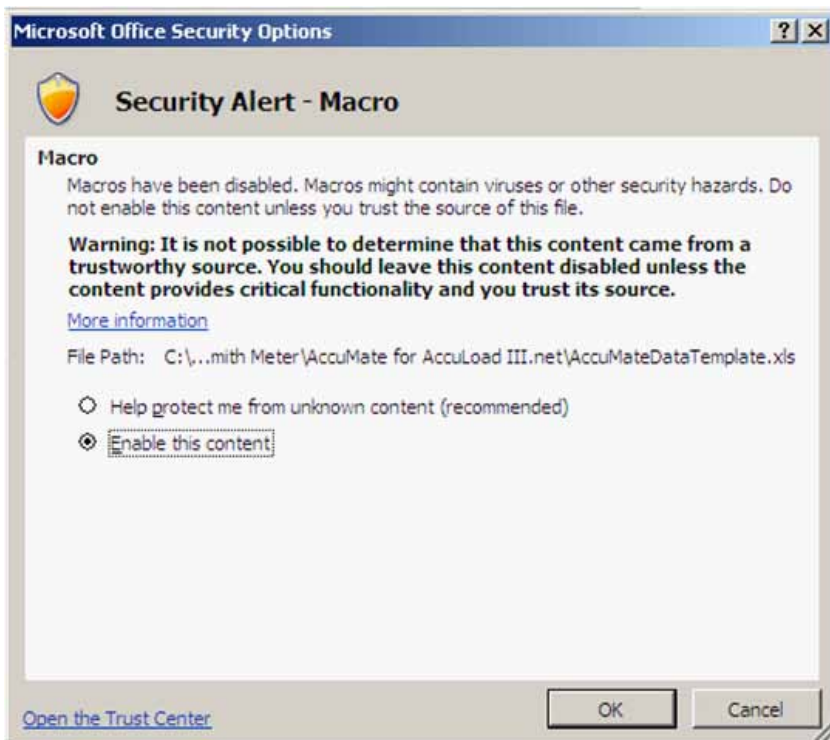 Microsoft Office Security Options
Security Alert - Macro
Macro
Macros have been disabled. Macros might contain viruses or other security hazards. Do
not enable this content unless you trust the source of this file.
Warning: It is not possible to determine that this content came from a
trustworthy source. You should leave this content disabled unless the
content provides critical functionality and you trust its source.
More information
File Path: C:\...mith Meter\AccuMate for AccuLoad III.net\AccuMateDataTemplate.xls
Help protect me from unknown content (recommended)
Enable this content
Open the Trust Center
OK
Cancel